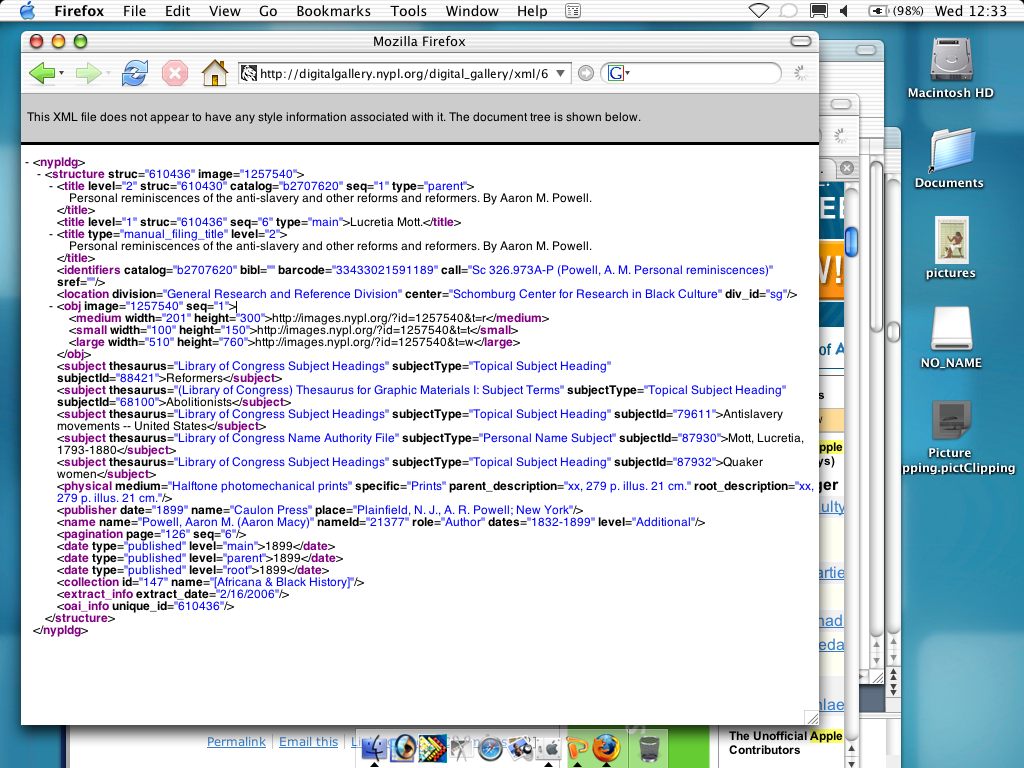 Firefox File Edit View Go Bookmarks Tools Window Help (98%) Wed 12:33
Mozilla Firefox
http://digitalgallery.nypl.org/digital_gallery/xml/6 G
This XML file does not appear to have any style information associated with it. The document tree is shown below.
- <nypldg>
- <structure struc="610436" image="1257540">
- <title level="2" struc="610430" catalog="b2707620" seq="1" type="parent">
Personal reminiscences of the anti-slavery and other reforms and reformers. By Aaron M. Powell.
</title>
<title level="1" struc="610436" seq="6" type="main">Lucretia Mott.</title>
- <title type="manual_filing_title" level="2">
Personal reminiscences of the anti-slavery and other reforms and reformers. By Aaron M. Powell.
</title>
<identifiers catalog="b2707620" bibl="" barcode="33433021591189" call="Sc 326.973A-P (Powell, A. M. Personal reminiscences)"
sref=""/>
<location division="General Research and Reference Division" center="Schomburg Center for Research in Black Culture" div_id="sg"/>
- <obj image="1257540" seq="1">
<medium width="201" height="300">http://images.nypl.org/?id=1257540&t=r</medium>
<small width="100" height="150">http://images.nypl.org/?id=1257540&t=t</small>
<large width="510" height="760">http://images.nypl.org/?id=1257540&t=w</large>
</obj>
<subject thesaurus="Library of Congress Subject Headings" subjectType="Topical Subject Heading"
subjectId="88421">Reformers</subject>
<subject thesaurus="(Library of Congress) Thesaurus for Graphic Materials I: Subject Terms" subjectType="Topical Subject Heading"
subjectId="68100">Abolitionists</subject>
<subject thesaurus="Library of Congress Subject Headings" subjectType="Topical Subject Heading" subjectId="79611">Antislavery
movements -- United States</subject>
<subject thesaurus="Library of Congress Name Authority File" subjectType="Personal Name Subject" subjectId="87930">Mott, Lucretia,
1793-1880</subject>
<subject thesaurus="Library of Congress Subject Headings" subjectType="Topical Subject Heading" subjectId="87932">Quaker
women</subject>
<physical medium="Halftone photomechanical prints" specific="Prints" parent_description="xx, 279 p. illus. 21 cm." root_description="xx,
279 p. illus. 21 cm."/>
<publisher date="1899" name="Caulon Press" place="Plainfield, N. J., A. R. Powell; New York"/>
<name name="Powell, Aaron M. (Aaron Macy)" nameId="21377" role="Author" dates="1832-1899" level="Additional"/>
<pagination page="126" seq="6"/>
<date type="published" level="main">1899</date>
<date type="published" level="parent">1899</date>
<date type="published" level="root">1899</date>
<collection id="147" name="[Africana & Black History]"/>
<extract_info extract_date="2/16/2006"/>
<oai_info unique_id="610436"/>
</structure>
</nypldg>
Macintosh HD
Documents
pictures
NO_NAME
Picture
pping.pictClipping
of A
Permalink Email this
The Unofficial Apple
Contributors